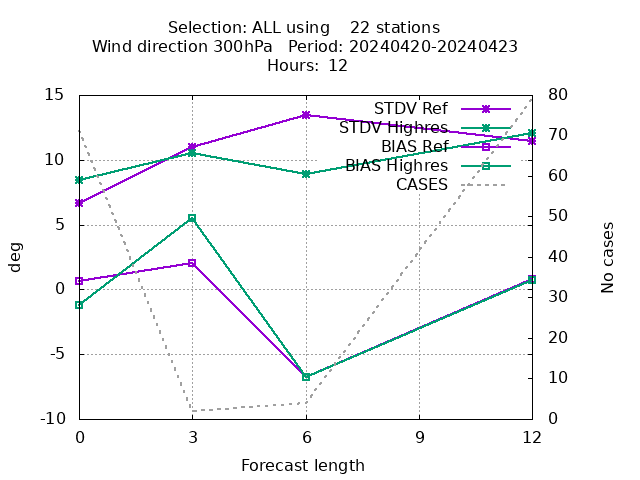 Selection: ALL using    22 stations
Wind direction 300hPa   Period: 20240420-20240423
Hours: 12
15
10
5
0
-5
-10
deg
STDV Ref
STDV Highres
BIAS Ref
BIAS Highres
CASES
80
70
60
50
40
30
20
10
0
No cases
0 3 6 9 12
Forecast length